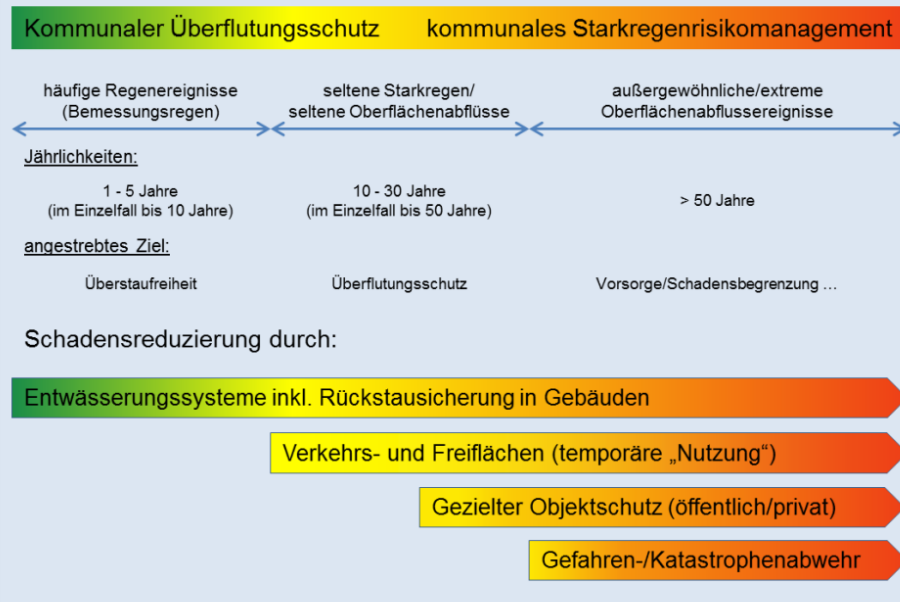 Kommunaler Überflutungsschutz kommunales Starkregenrisikomanagement
häufige Regenereignisse
(Bemessungsregen)
seltene Starkregen/
seltene Oberflächenabflüsse
außergewöhnliche/extreme
Oberflächenabflussereignisse
Jährlichkeiten:
1 - 5 Jahre
(im Einzelfall bis 10 Jahre)
10 - 30 Jahre
(im Einzelfall bis 50 Jahre)
> 50 Jahre
angestrebtes Ziel:
Überstaufreiheit
Überflutungsschutz
Vorsorge/Schadensbegrenzung ...
Schadensreduzierung durch:
Entwässerungssysteme inkl. Rückstausicherung in Gebäuden
Verkehrs- und Freiflächen (temporäre „Nutzung“)
Gezielter Objektschutz (öffentlich/privat)
Gefahren-/Katastrophenabwehr